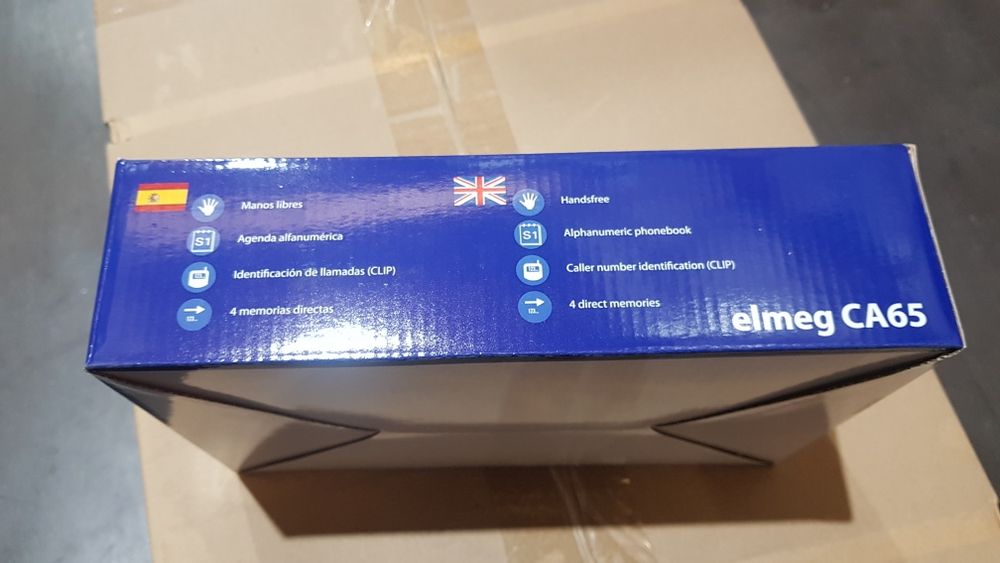 Manos libres
Agenda alfanumérica
Identificación de llamadas (CLIP)
4 memorias directas
Handsfree
Alphanumeric phonebook
Caller number identification (CLIP)
4 direct memories
elmeg CA65